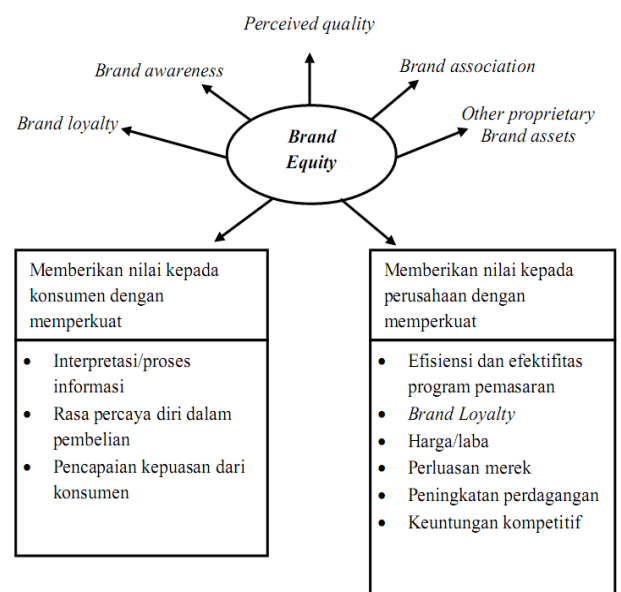 Perceived quality
Brand awareness
Brand association
Brand loyalty
Other proprietary
Brand assets
Brand
Equity
Memberikan nilai kepada
konsumen dengan
memperkuat
• Interpretasi/proses
informasi
• Rasa percaya diri dalam
pembelian
• Pencapaian kepuasan dari
konsumen
Memberikan nilai kepada
perusahaan dengan
memperkuat
• Efisiensi dan efektifitas
program pemasaran
• Brand Loyalty
• Harga/laba
• Perluasan merek
• Peningkatan perdagangan
• Keuntungan kompetitif